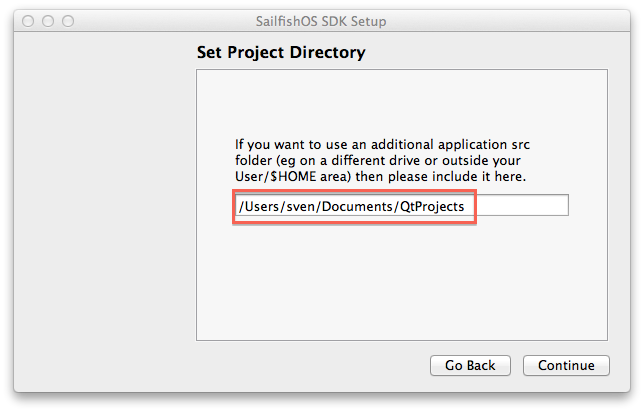 SailfishOS SDK Setup
Set Project Directory
If you want to use an additional application src
folder (eg on a different drive or outside your
User/$HOME area) then please include it here.
/Users/sven/Documents/QtProjects
Go Back Continue